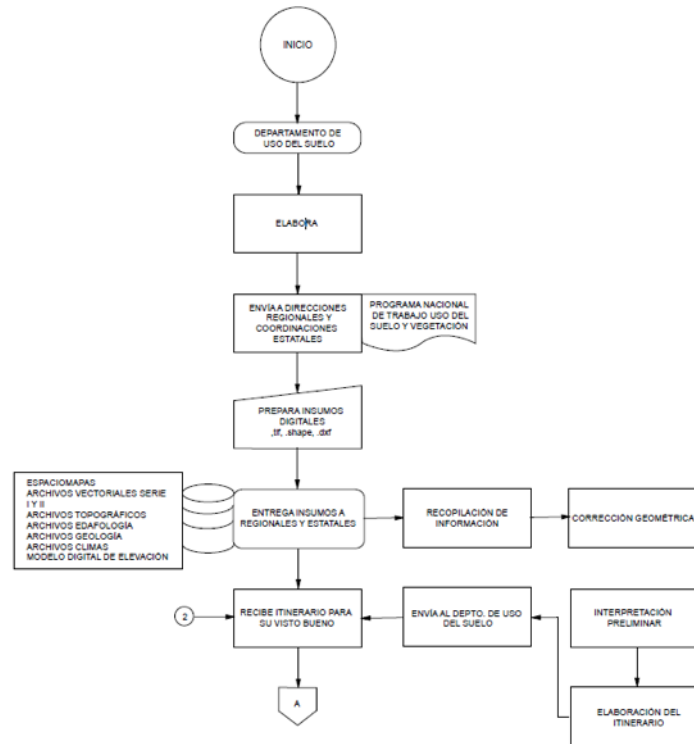 INICIO
DEPARTAMENTO DE
USO DEL SUELO
ELABORA
ENVÍA A DIRECCIONES
REGIONALES Y
COORDINACIONES
ESTATALES
PROGRAMA NACIONAL
DE TRABAJO USO DEL
SUELO Y VEGETACIÓN
PREPARA INSUMOS
DIGITALES
,tif, .shape, .dxf
ESPACIOMAPAS
ARCHIVOS VECTORIALES SERIE
I Y II
ARCHIVOS TOPOGRÁFICOS
ARCHIVOS EDAFOLOGÍA
ARCHIVOS GEOLOGÍA
ARCHIVOS CLIMAS
MODELO DIGITAL DE ELEVACIÓN
ENTREGA INSUMOS A
REGIONALES Y ESTATALES
RECOPILACIÓN DE
INFORMACIÓN
CORRECCIÓN GEOMÉTRICA
2
RECIBE ITINERARIO PARA
SU VISTO BUENO
ENVÍA AL DEPTO. DE USO
DEL SUELO
INTERPRETACIÓN
PRELIMINAR
A
ELABORACIÓN DEL
ITINERARIO